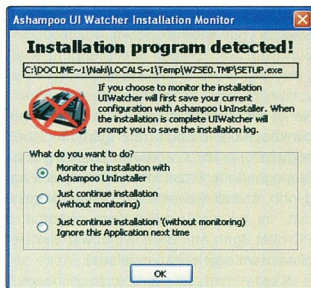 Ashampoo UI Watcher Installation Monitor
Installation program detected!
C:\DOCUME~1\Naki\LOCALS~1\Temp\WZSE0.TMP\SETUP.exe
If you choose to monitor the installation
UIWatcher will first save your current
configuration with Ashampoo UnInstaller. When
the installation is complete UIWatcher will
prompt you to save the installation log.
What do you want to do?
Monitor the installation with
Ashampoo UnInstaller
Just continue installation
(without monitoring)
Just continue installation '(without monitoring)
Ignore this Application next time
OK